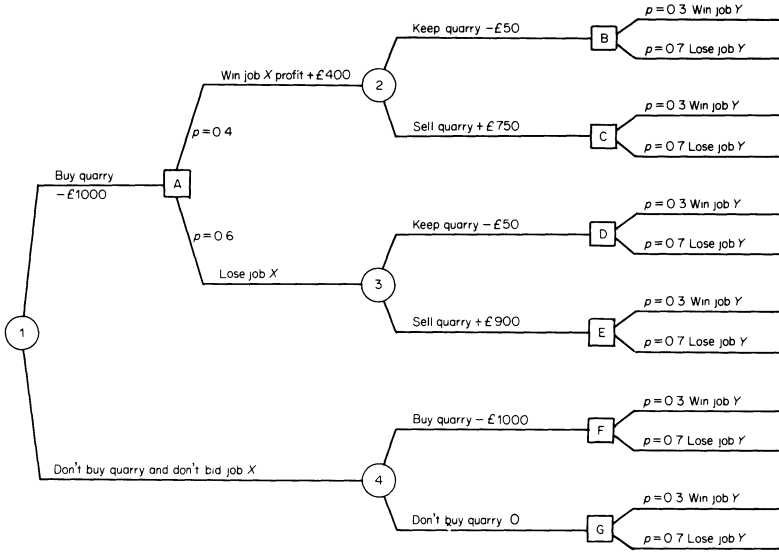 p = 0 3 Win job Y
Keep quarry −£50
B
p = 0 7 Lose job Y
Win job X profit +£400
2
p = 0 3 Win job Y
Sell quarry +£750
C
p = 0 4
p = 0 7 Lose job Y
Buy quarry
−£1000
A
p = 0 3 Win job Y
Keep quarry −£50
D
p = 0 6
p = 0 7 Lose job Y
Lose job X
3
p = 0 3 Win job Y
Sell quarry +£900
E
1
p = 0 7 Lose job Y
p = 0 3 Win job Y
Buy quarry − £1000
F
p = 0 7 Lose job Y
Don't buy quarry and don't bid job X
4
p = 0 3 Win job Y
Don't buy quarry 0
G
p = 0 7 Lose job Y